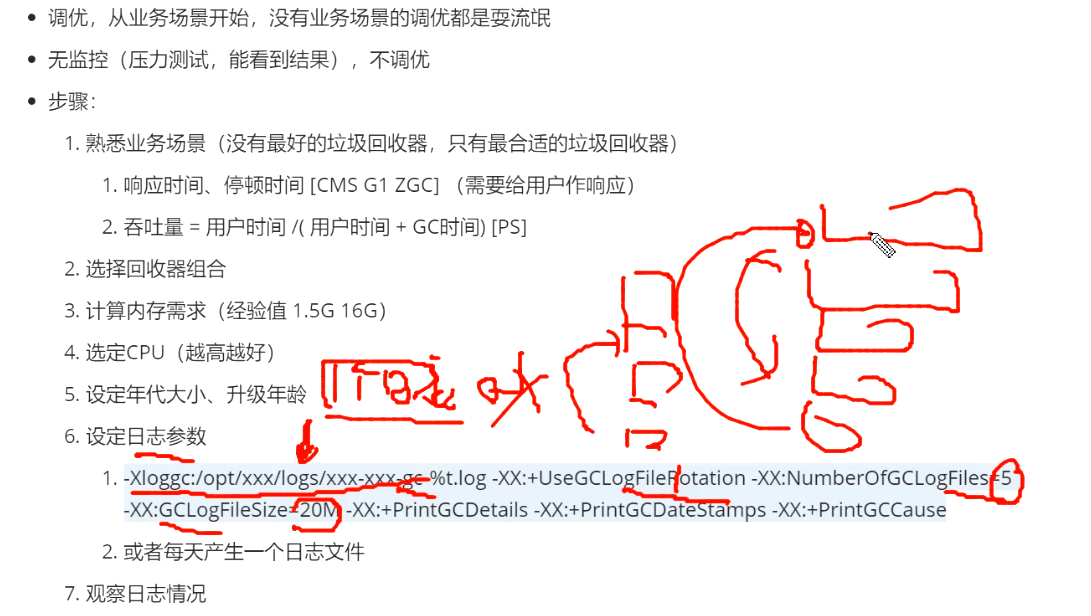 调优，从业务场景开始，没有业务场景的调优都是耍流氓
无监控（压力测试，能看到结果），不调优
步骤：
1. 熟悉业务场景（没有最好的垃圾回收器，只有最合适的垃圾回收器）
1. 响应时间、停顿时间 [CMS G1 ZGC] （需要给用户作响应）
2. 吞吐量 = 用户时间 /( 用户时间 + GC时间) [PS]
2. 选择回收器组合
3. 计算内存需求（经验值 1.5G 16G）
4. 选定CPU（越高越好）
5. 设定年代大小、升级年龄
6. 设定日志参数
1. -Xloggc:/opt/xxx/logs/xxx-xxx-gc-%t.log -XX:+UseGCLogFileRotation -XX:NumberOfGCLogFiles=5
-XX:GCLogFileSize=20M -XX:+PrintGCDetails -XX:+PrintGCDateStamps -XX:+PrintGCCause
2. 或者每天产生一个日志文件
7. 观察日志情况